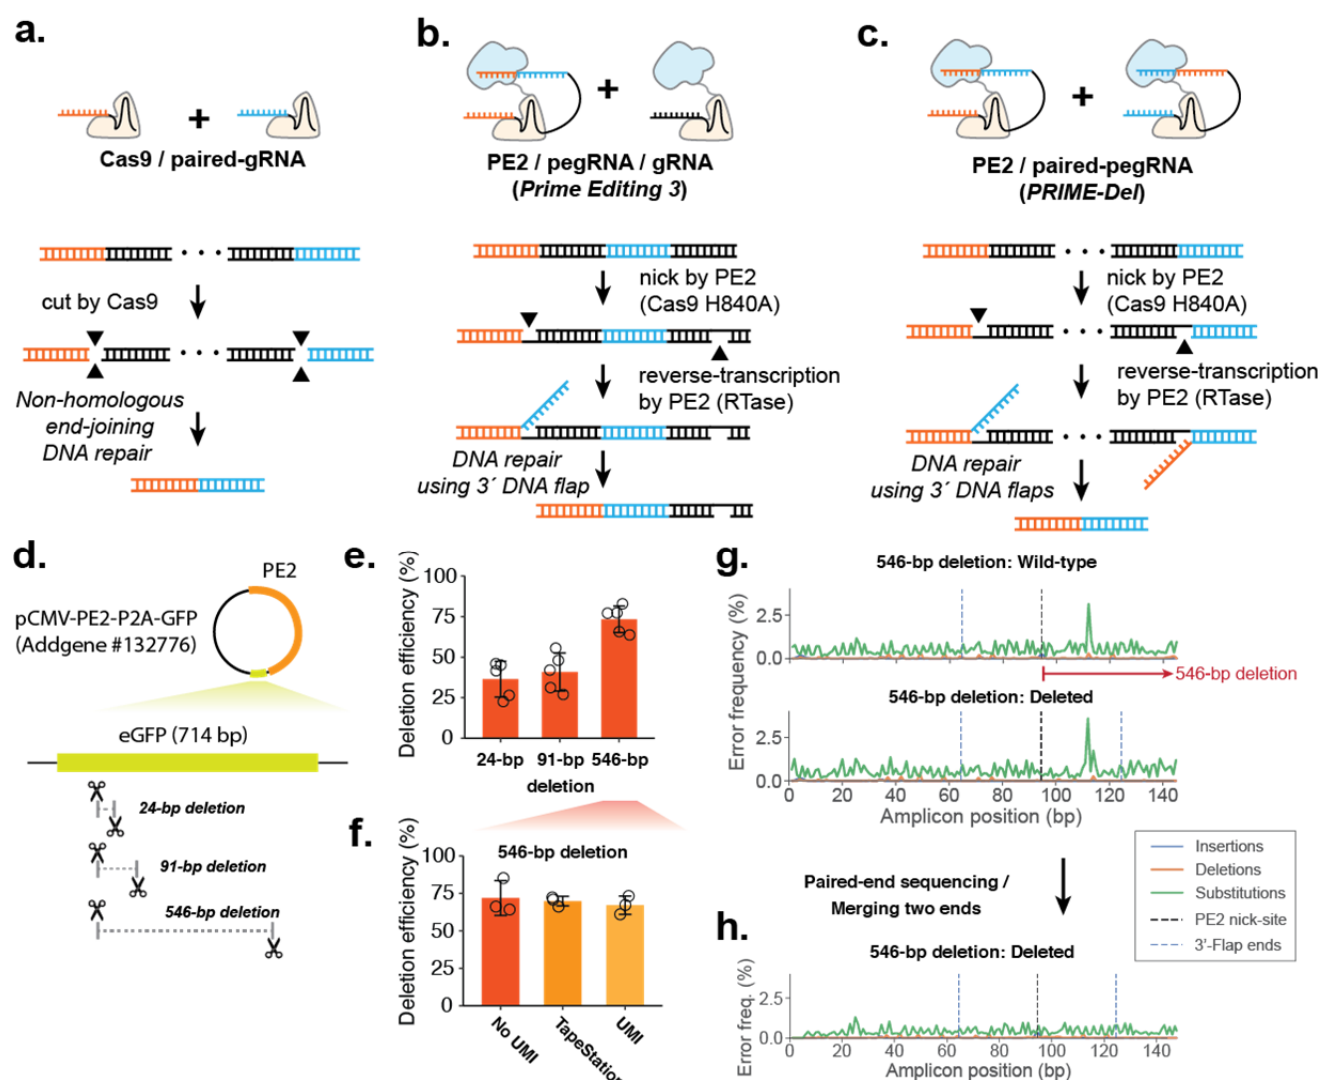 a.
Cas9 / paired-gRNA
cut by Cas9
Non-homologous
end-joining
DNA repair
b.
PE2 / pegRNA / gRNA
(Prime Editing 3)
nick by PE2
(Cas9 H840A)
reverse-transcription
by PE2 (RTase)
DNA repair
using 3´ DNA flap
c.
PE2 / paired-pegRNA
(PRIME-Del)
nick by PE2
(Cas9 H840A)
reverse-transcription
by PE2 (RTase)
DNA repair
using 3´ DNA flaps
d.
PE2
pCMV-PE2-P2A-GFP
(Addgene #132776)
eGFP (714 bp)
24-bp deletion
91-bp deletion
546-bp deletion
e.
Deletion efficiency (%)
100
50
25
0
24-bp 91-bp 546-bp
deletion
f.
Deletion efficiency (%)
546-bp deletion
100
75
50
25
0
No UMI
TapeStation
UMI
g.
546-bp deletion: Wild-type
Error frequency (%)
2.5
0.0
546-bp deletion
546-bp deletion: Deleted
2.5
0.0
0 20 40 60 80 100 120 140
Amplicon position (bp)
Paired-end sequencing /
Merging two ends
Insertions
Deletions
Substitutions
PE2 nick-site
3'-Flap ends
h.
546-bp deletion: Deleted
Error freq. (%)
2.5
0.0
0 20 40 60 80 100 120 140
Amplicon position (bp)